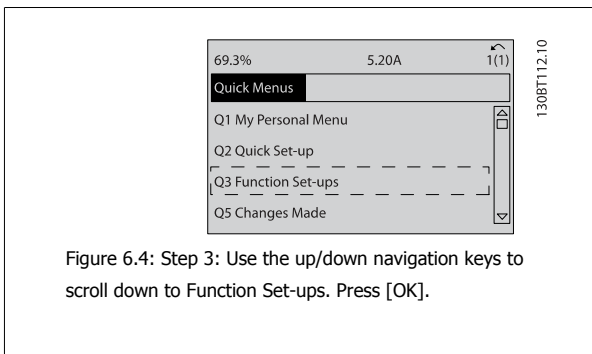 69.3% 5.20A 1(1)
Quick Menus
Q1 My Personal Menu
Q2 Quick Set-up
Q3 Function Set-ups
Q5 Changes Made
130BT112.10
Figure 6.4: Step 3: Use the up/down navigation keys to
scroll down to Function Set-ups. Press [OK].